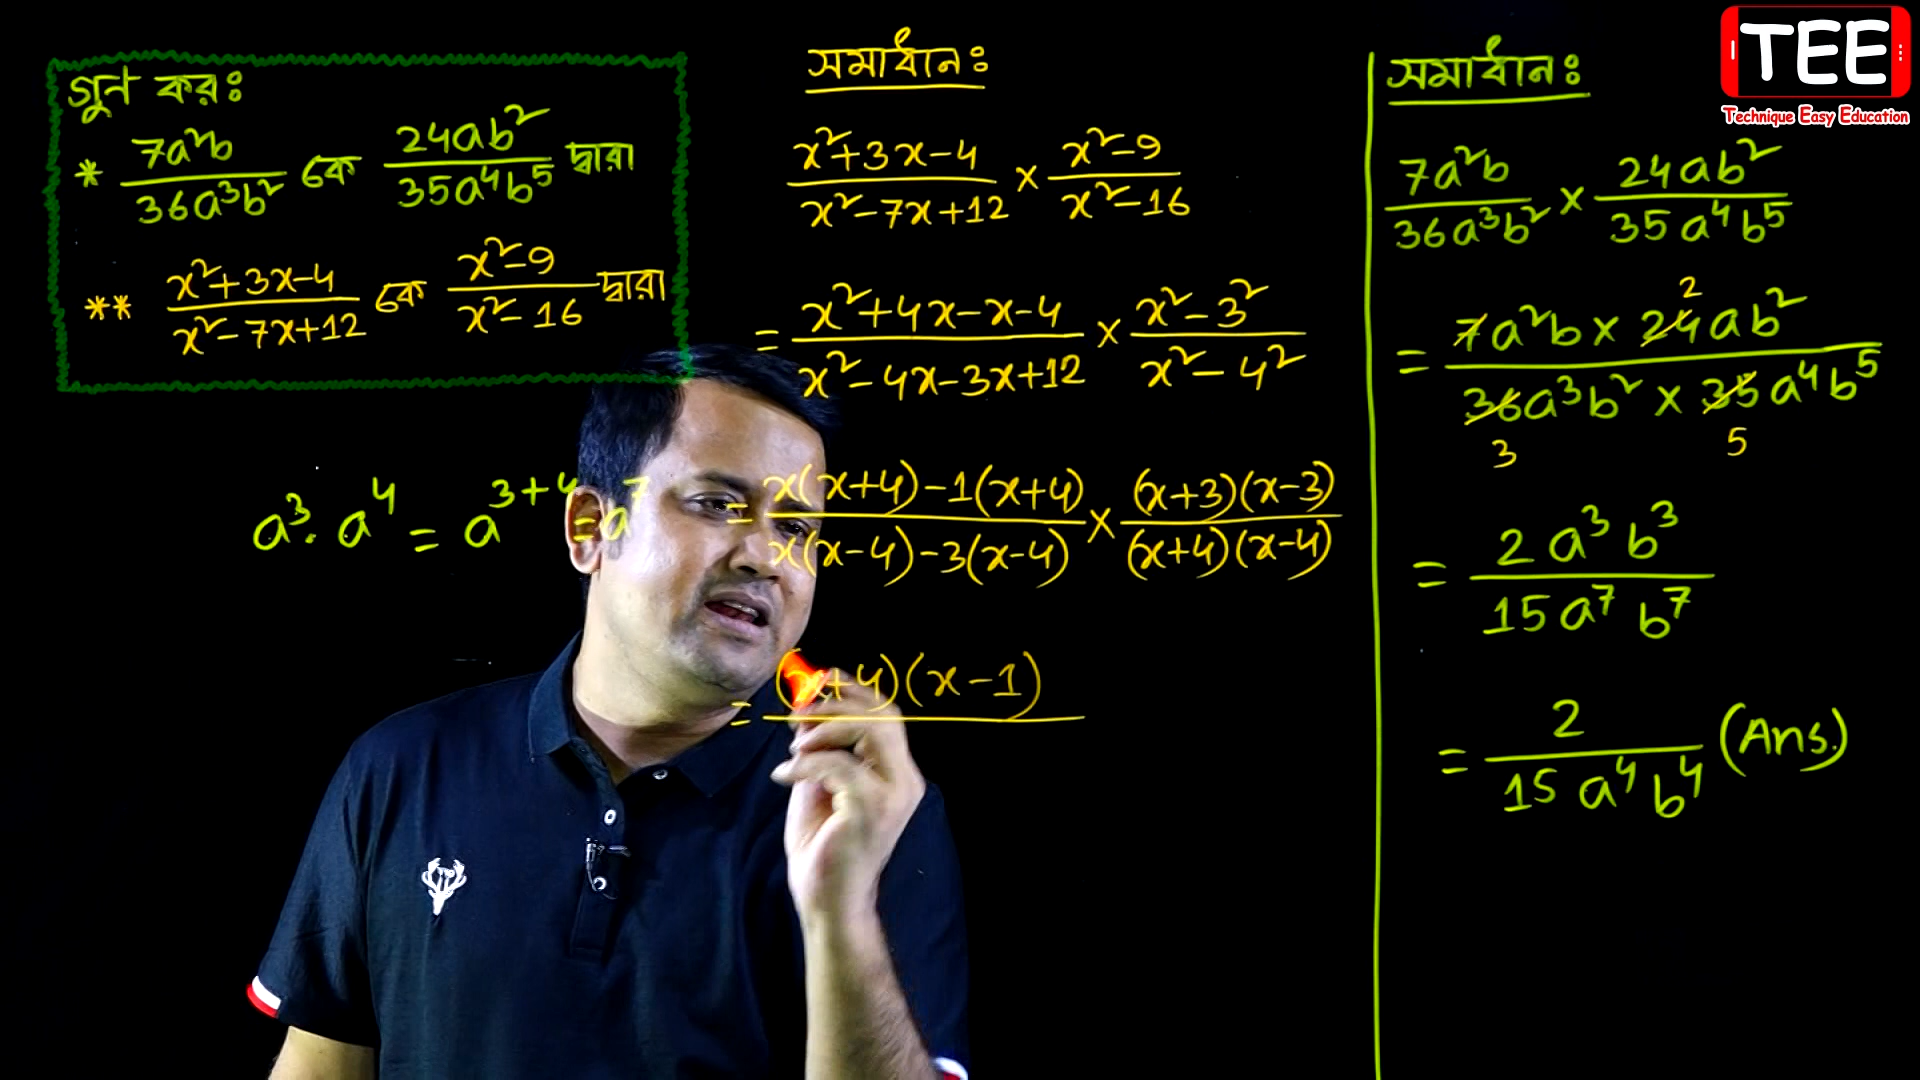 গুণ করঃ
* 7a²b/36a³b² কে 24ab²/35a⁴b⁵ দ্বারা
** x²+3x-4/x²-7x+12 কে x²-9/x²-16 দ্বারা
a³·a⁴ = a³⁺⁴ = a⁷
সমাধানঃ
x²+3x-4/x²-7x+12 × x²-9/x²-16
= x²+4x-x-4/x²-4x-3x+12 × x²-3²/x²-4²
= x(x+4)-1(x+4)/x(x-4)-3(x-4) × (x+3)(x-3)/(x+4)(x-4)
= (x+4)(x-1)
সমাধানঃ
7a²b/36a³b² × 24ab²/35a⁴b⁵
2
= 7a²b × 24ab²/36a³b² × 35a⁴b⁵
3 5
= 2a³b³/15a⁷b⁷
= 2/15a⁴b⁴ (Ans.)
TEE
Technique Easy Education